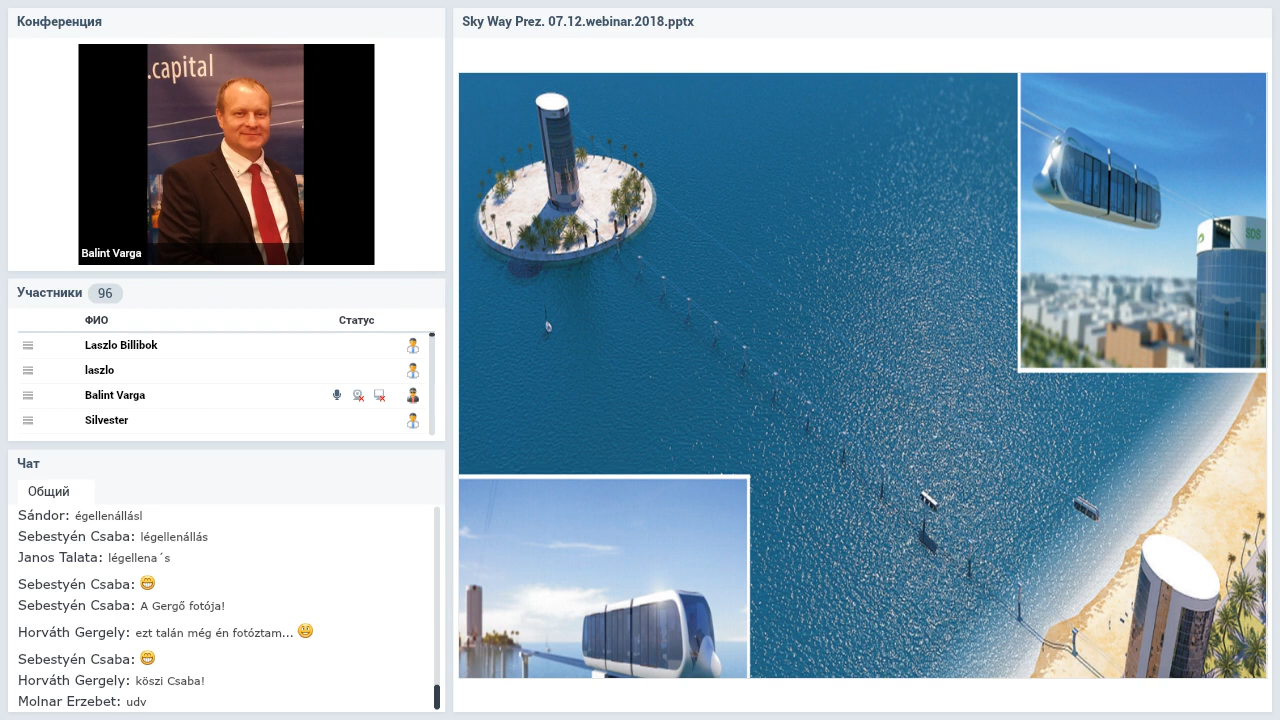 Конференция
.capital
Balint Varga
Участники 96
ФИО Статус
Laszlo Billibok
laszlo
Balint Varga
Silvester
Чат
Общий
Sándor: égellenállásl
Sebestyén Csaba: légellenállás
Janos Talata: légellena´s
Sebestyén Csaba:
Sebestyén Csaba: A Gergő fotója!
Horváth Gergely: ezt talán még én fotóztam...
Sebestyén Csaba:
Horváth Gergely: köszi Csaba!
Molnar Erzebet: udv
Sky Way Prez. 07.12.webinar.2018.pptx
SDS